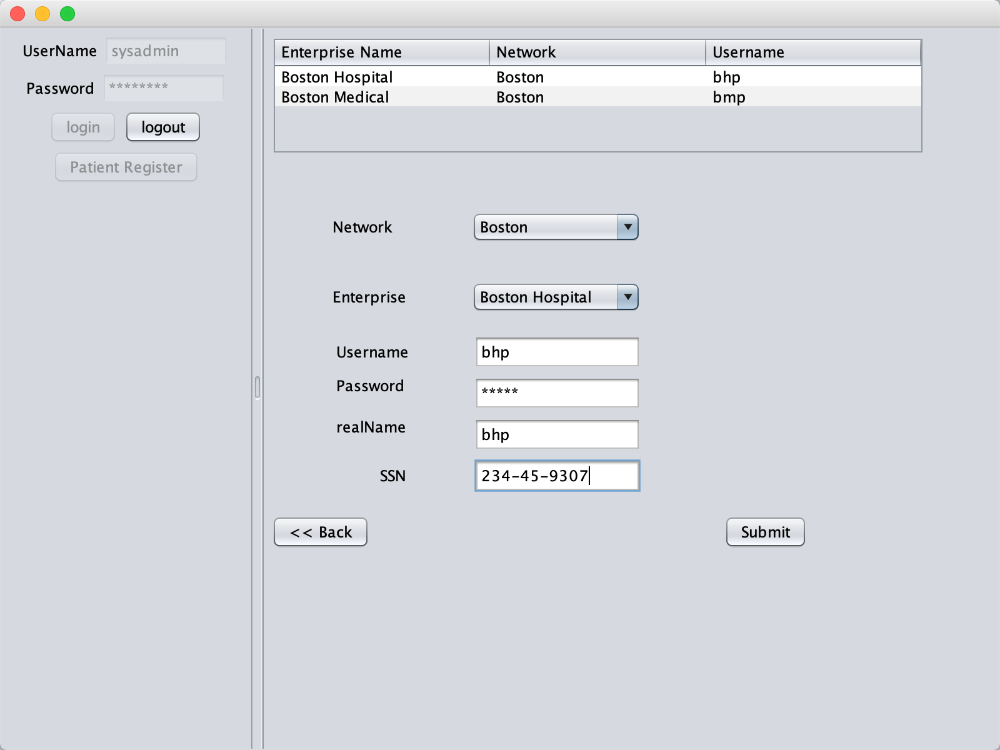 UserName sysadmin
Password ********
login logout
Patient Register
Enterprise Name Network Username
Boston Hospital Boston bhp
Boston Medical Boston bmp
Network Boston
Enterprise Boston Hospital
Username bhp
Password *****
realName bhp
SSN 234-45-9307
<< Back Submit